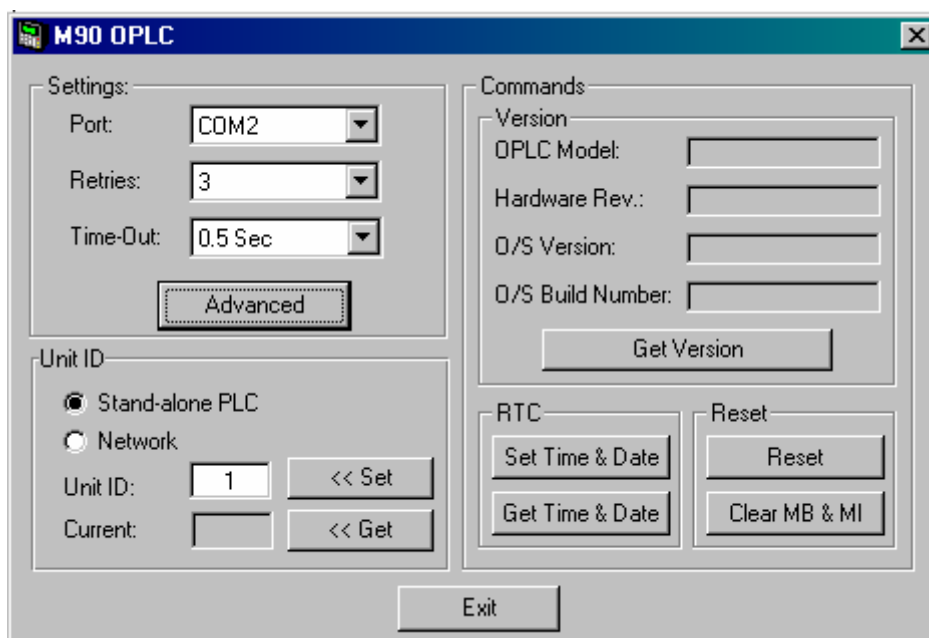 M90 OPLC
Settings:
Port: COM2
Retries: 3
Time-Out: 0.5 Sec
Advanced
Unit ID
Stand-alone PLC
Network
Unit ID: 1 << Set
Current: << Get
Commands
Version
OPLC Model:
Hardware Rev.:
O/S Version:
O/S Build Number:
Get Version
RTC
Set Time & Date
Get Time & Date
Reset
Reset
Clear MB & MI
Exit